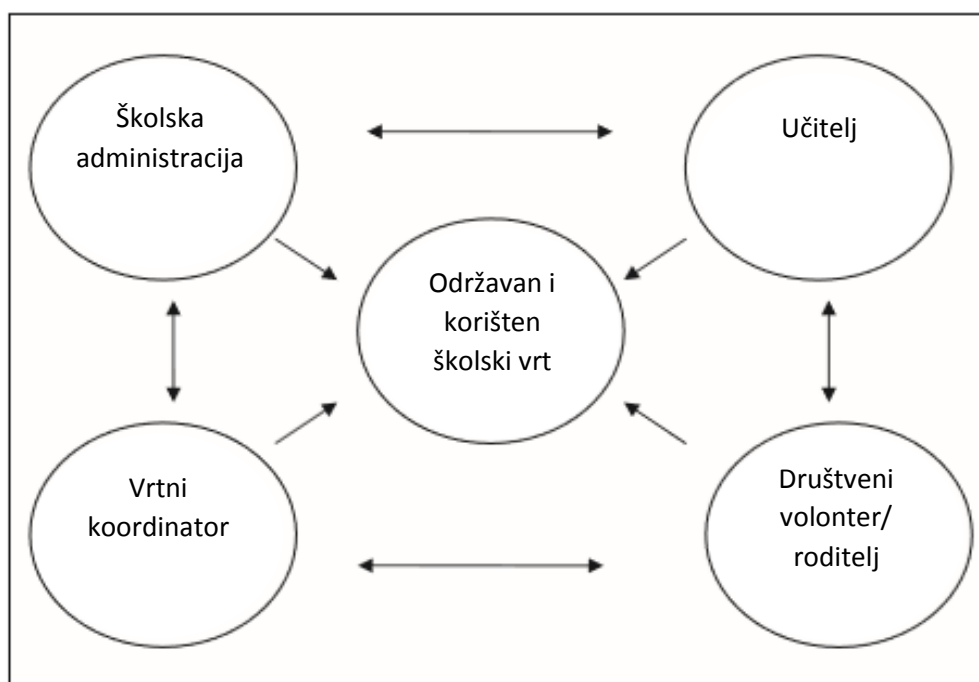 Školska
administracija
Učitelj
Održavan i
korišten
školski vrt
Vrtni
koordinator
Društveni
volonter/
roditelj